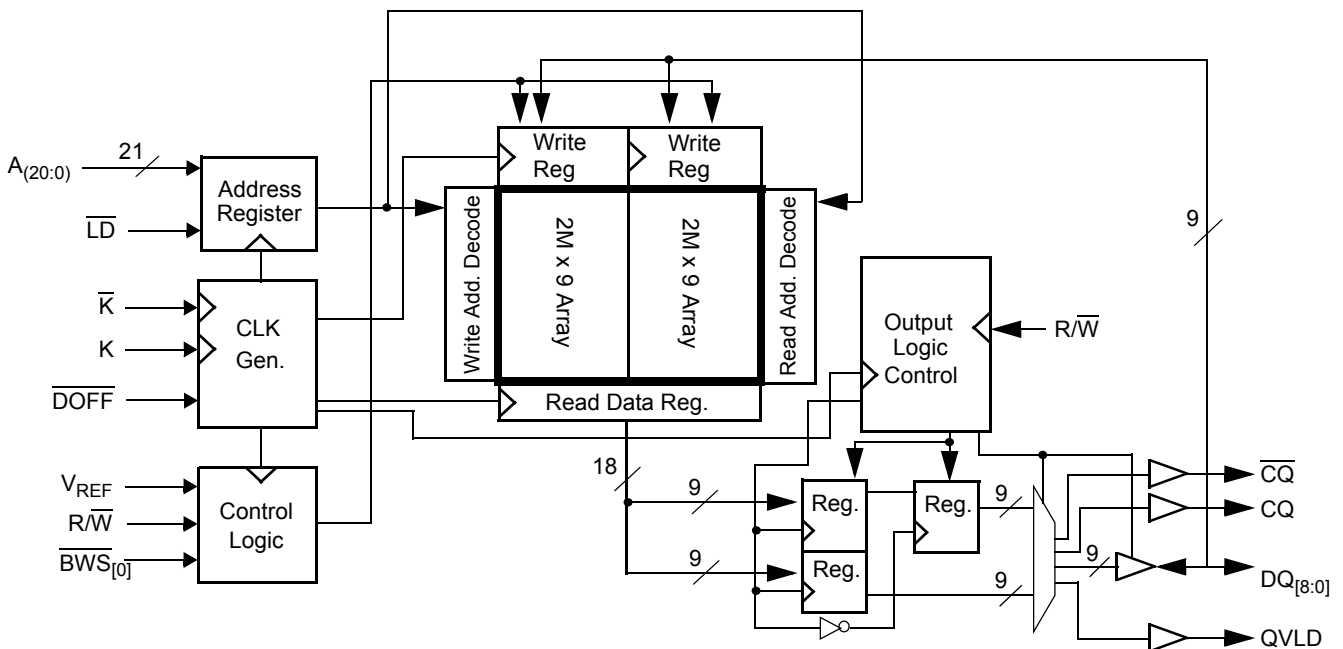 A(20:0)
21
LD
Address
Register
K
K
DOFF
CLK
Gen.
VREF
R/W
BWS[0]
Control
Logic
Write
Reg
Write
Reg
Write Add. Decode
2M x 9 Array
2M x 9 Array
Read Add. Decode
Read Data Reg.
9
Output
Logic
Control
R/W
18
9
9
Reg.
Reg.
Reg.
9
9
9
CQ
CQ
DQ[8:0]
QVLD